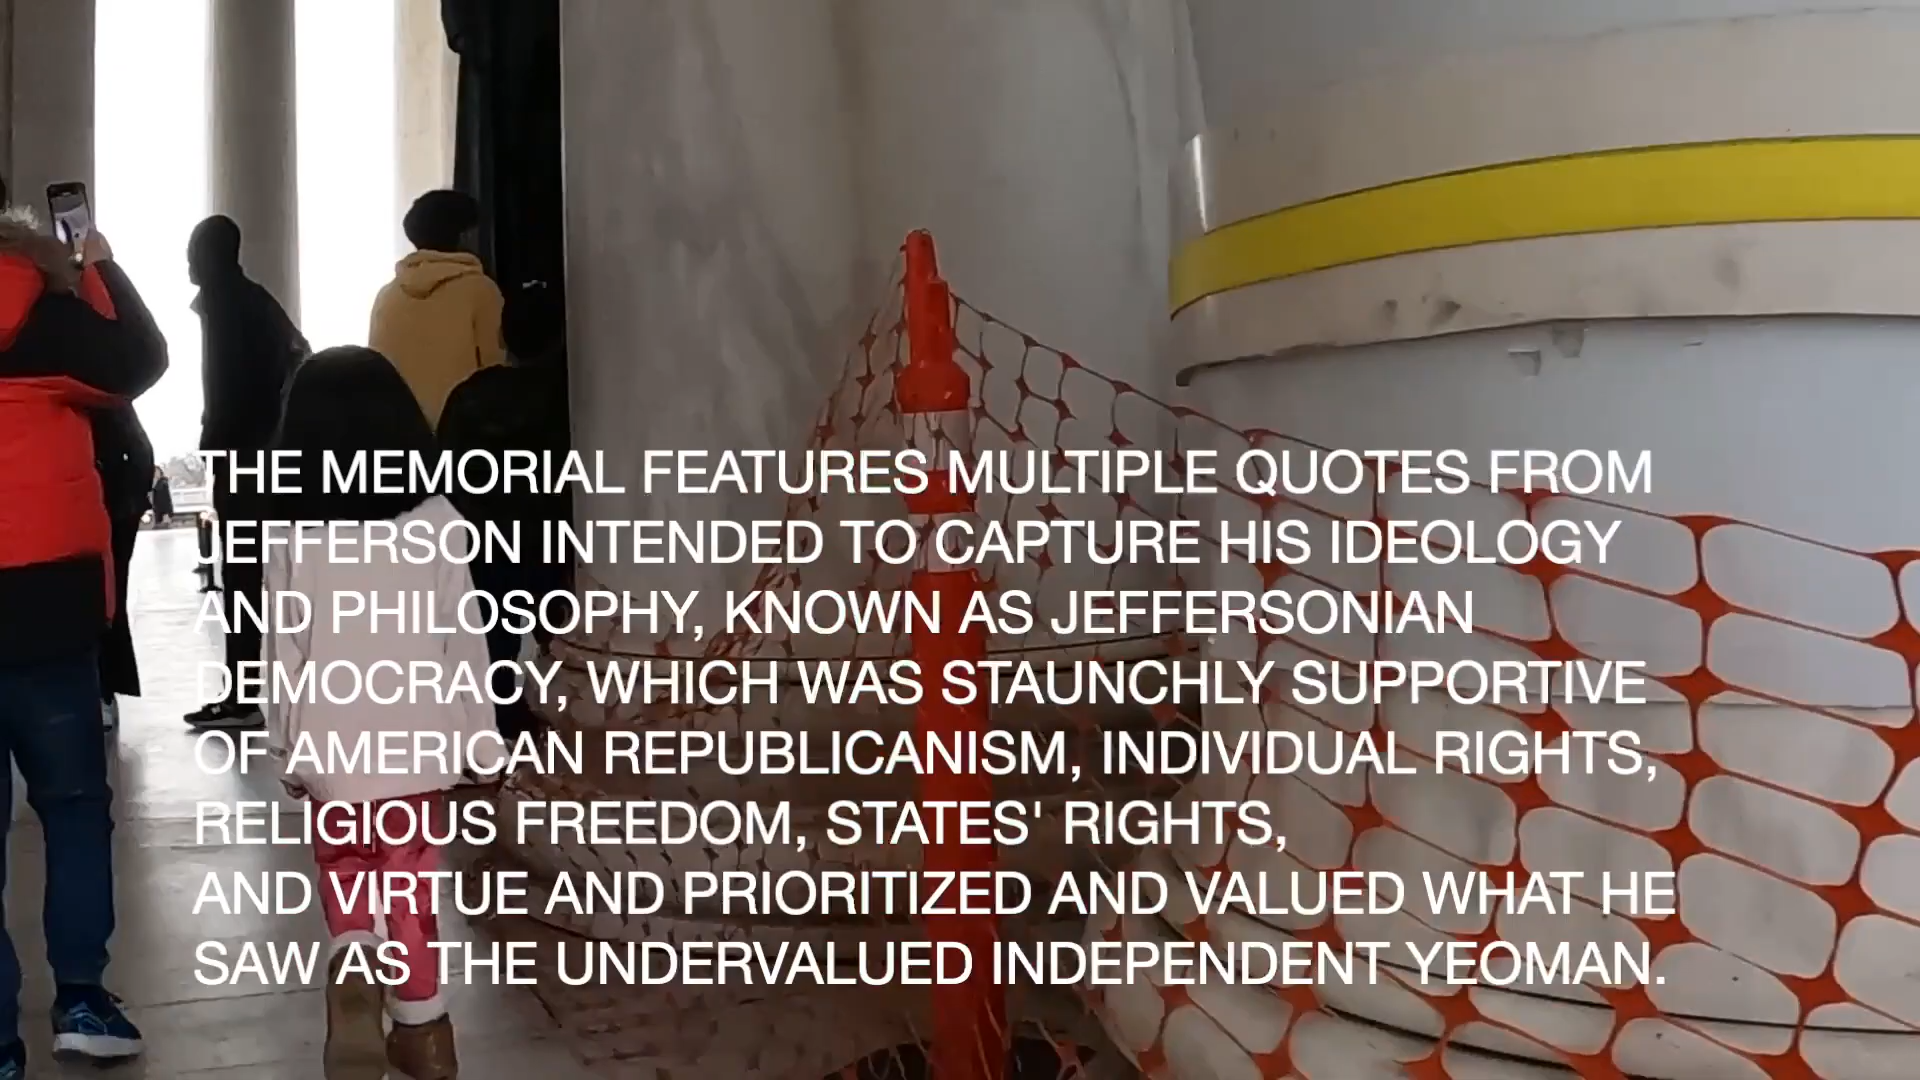 THE MEMORIAL FEATURES MULTIPLE QUOTES FROM
JEFFERSON INTENDED TO CAPTURE HIS IDEOLOGY
AND PHILOSOPHY, KNOWN AS JEFFERSONIAN
DEMOCRACY, WHICH WAS STAUNCHLY SUPPORTIVE
OF AMERICAN REPUBLICANISM, INDIVIDUAL RIGHTS,
RELIGIOUS FREEDOM, STATES' RIGHTS,
AND VIRTUE AND PRIORITIZED AND VALUED WHAT HE
SAW AS THE UNDERVALUED INDEPENDENT YEOMAN.